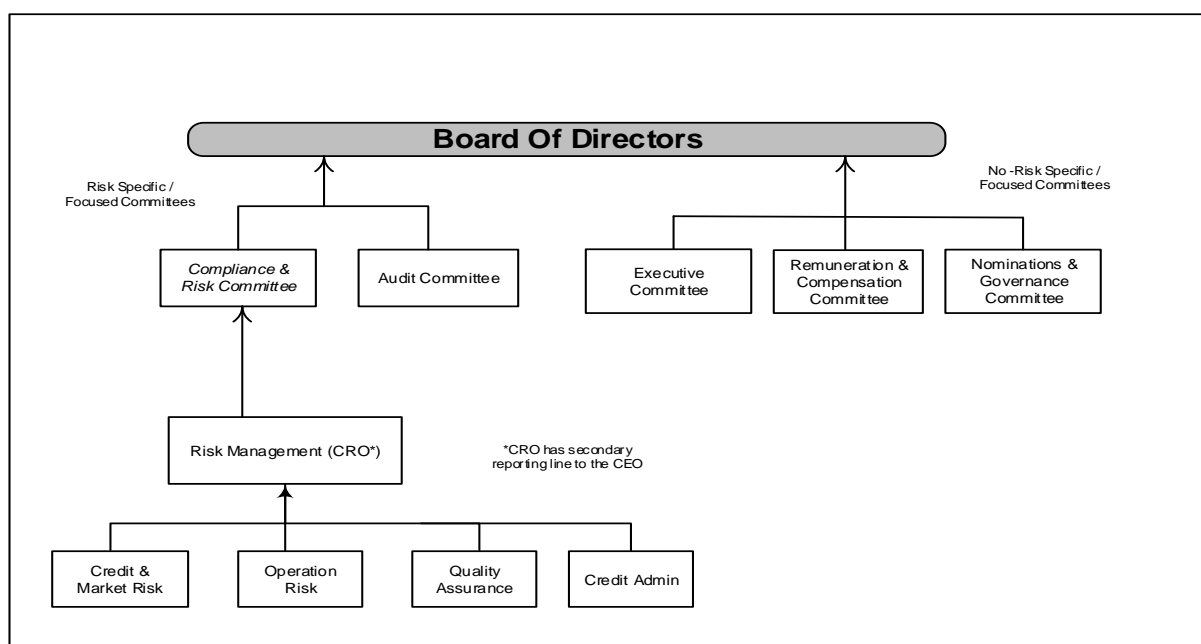 Board Of Directors
Risk Specific /
Focused Committees
No -Risk Specific /
Focused Committees
Compliance &
Risk Committee
Audit Committee
Executive
Committee
Remuneration &
Compensation
Committee
Nominations &
Governance
Committee
Risk Management (CRO*)
*CRO has secondary
reporting line to the CEO
Credit &
Market Risk
Operation
Risk
Quality
Assurance
Credit Admin